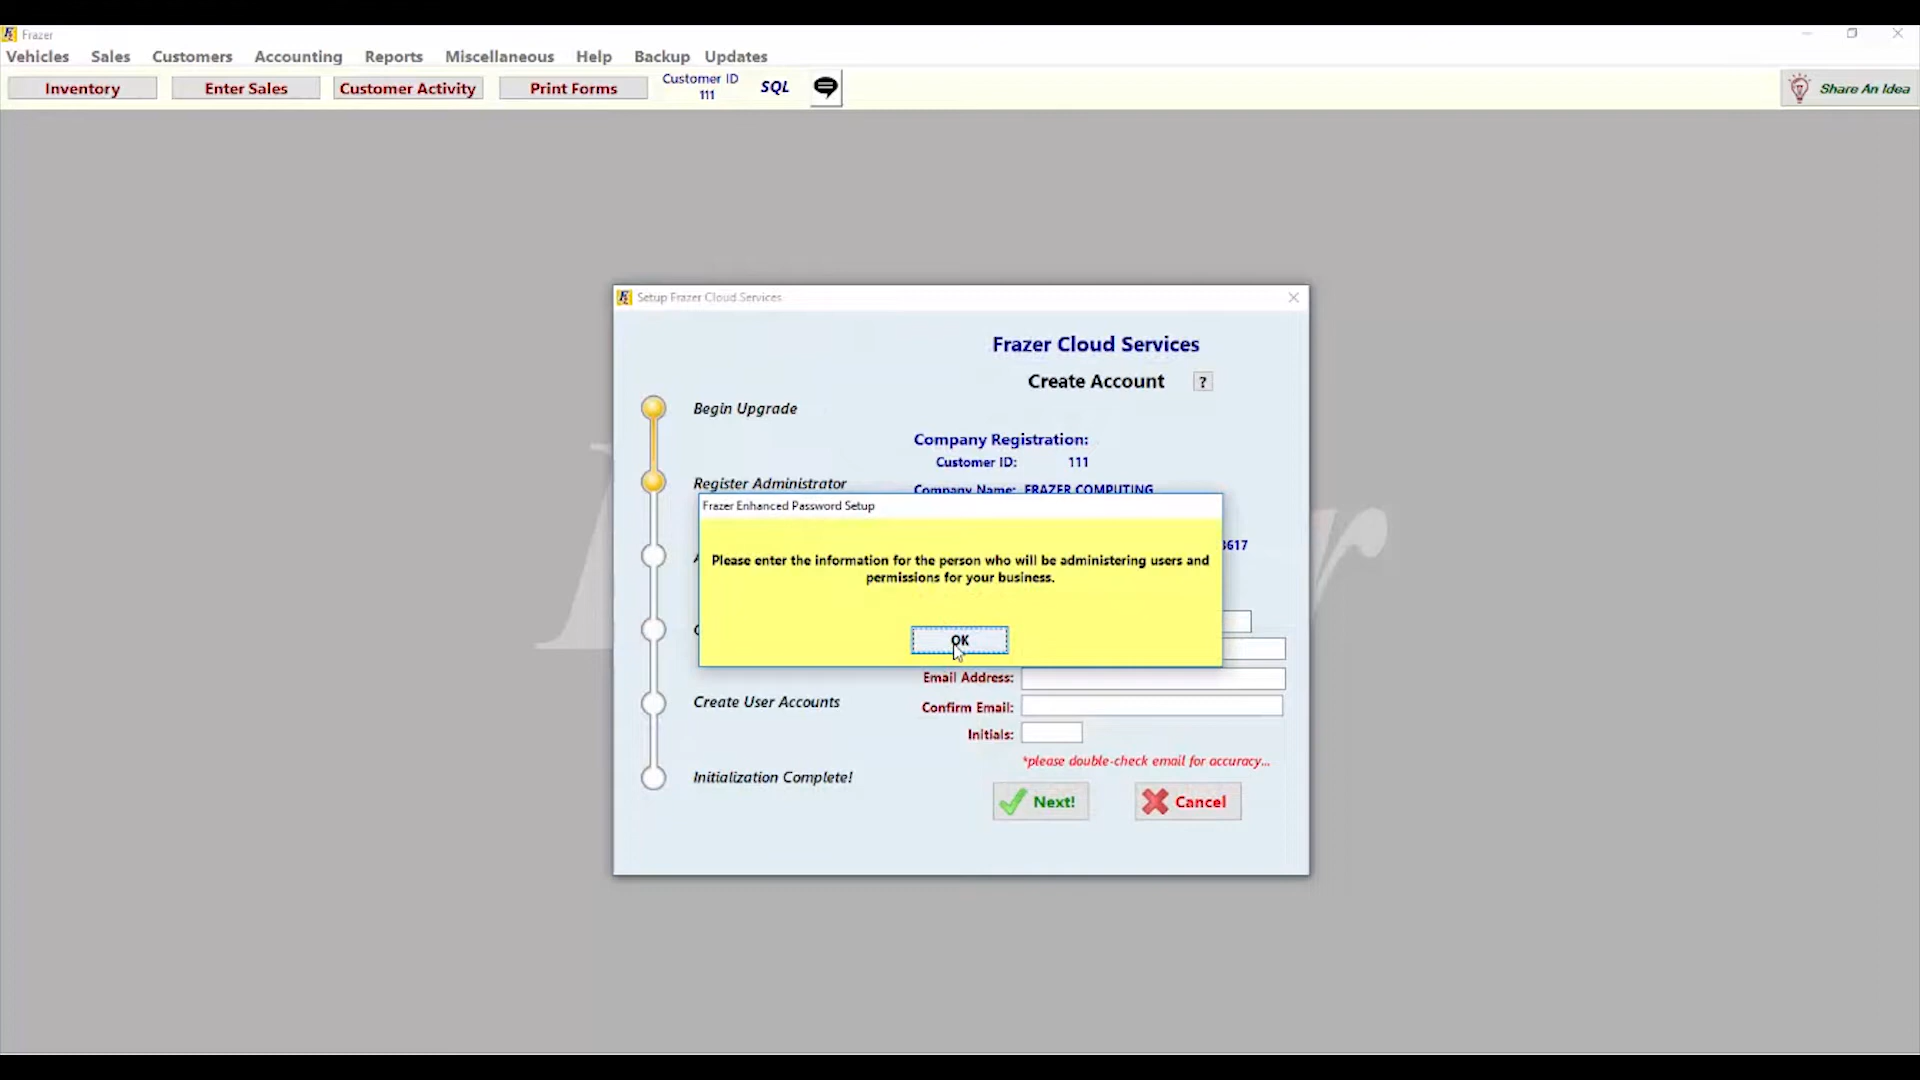 Frazer
Vehicles Sales Customers Accounting Reports Miscellaneous Help Backup Updates
Inventory Enter Sales Customer Activity Print Forms Customer ID 111 SQL Share An Idea
Setup Frazer Cloud Services
Frazer Cloud Services
Create Account ?
Begin Upgrade
Company Registration:
Customer ID: 111
Register Administrator
Company Name: FRAZER COMPUTING
Frazer Enhanced Password Setup
3617
Please enter the information for the person who will be administering users and
permissions for your business.
OK
Email Address:
Create User Accounts
Confirm Email:
Initials:
*please double-check email for accuracy...
Initialization Complete!
Next! Cancel